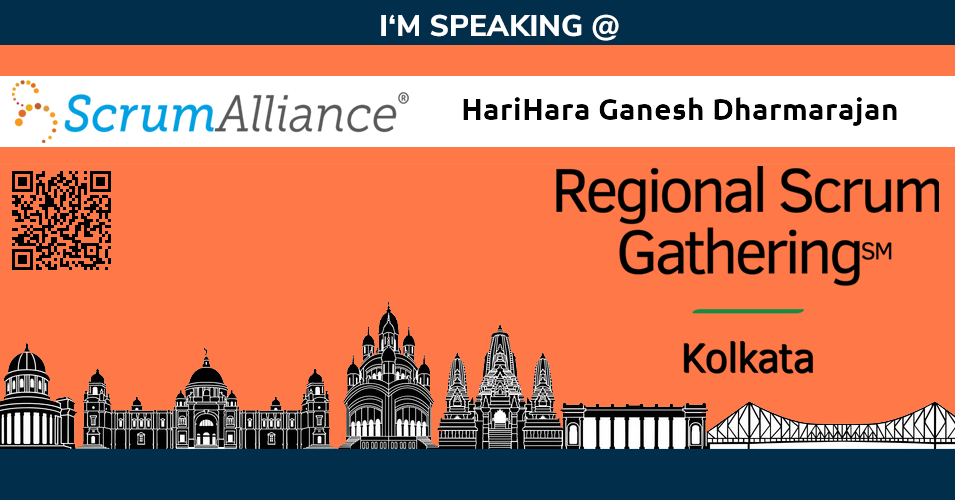 I‘M SPEAKING @
ScrumAlliance®
HariHara Ganesh Dharmarajan
Regional Scrum
Gathering℠
Kolkata